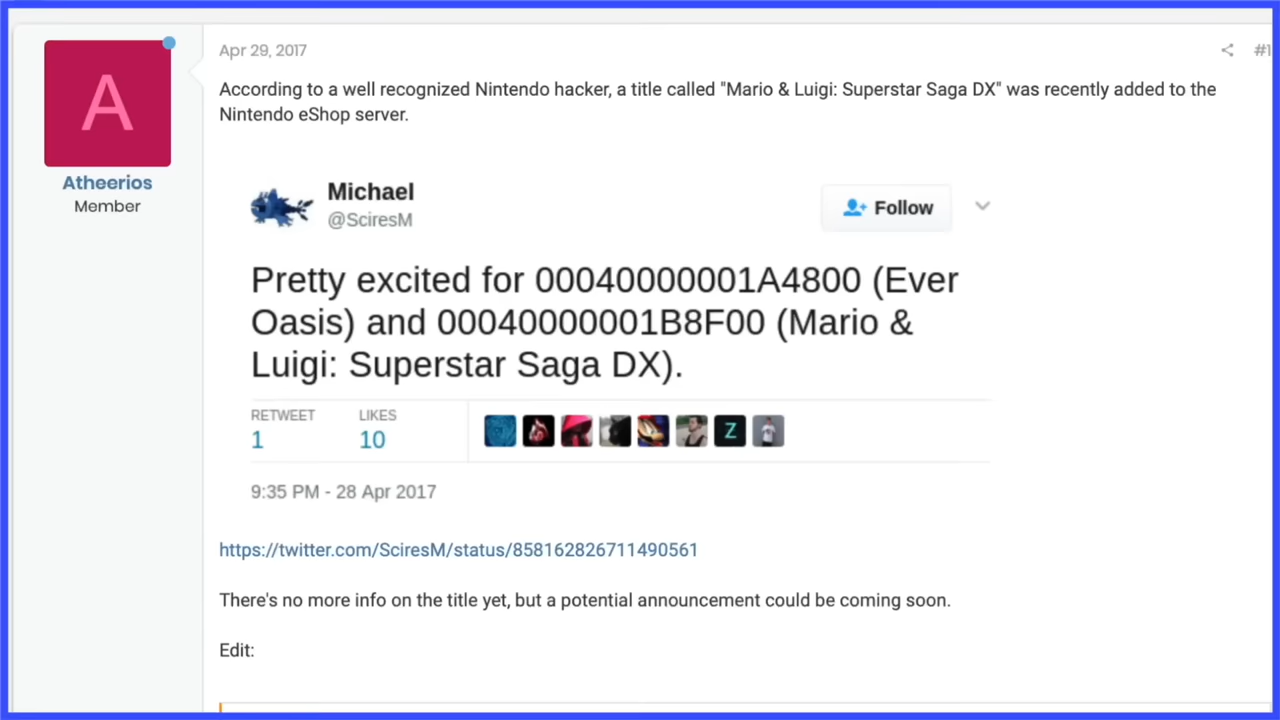 A
Atheerios
Member
Apr 29, 2017
#1
According to a well recognized Nintendo hacker, a title called "Mario & Luigi: Superstar Saga DX" was recently added to the
Nintendo eShop server.
Michael
@SciresM
Follow
Pretty excited for 00040000001A4800 (Ever
Oasis) and 00040000001B8F00 (Mario &
Luigi: Superstar Saga DX).
RETWEET LIKES
1 10
Z
9:35 PM - 28 Apr 2017
https://twitter.com/SciresM/status/858162826711490561
There's no more info on the title yet, but a potential announcement could be coming soon.
Edit: